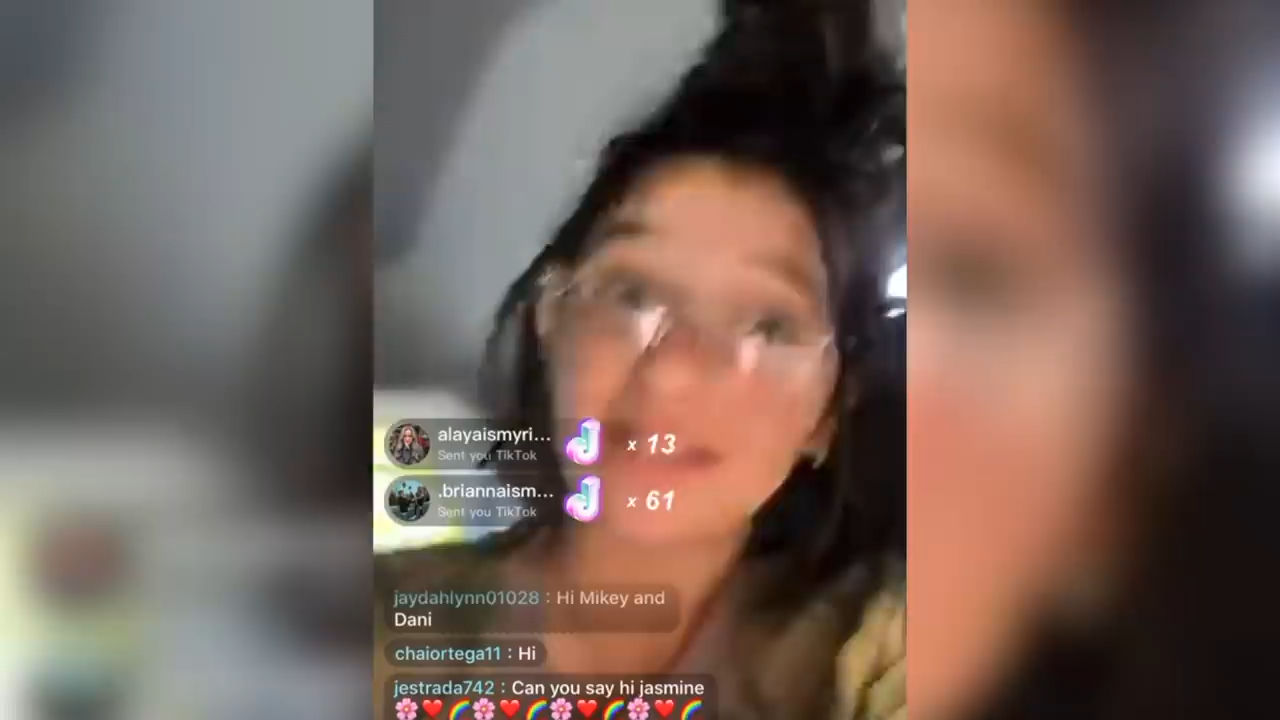 alayaismyri...
Sent you TikTok
x 13
.briannaism...
Sent you TikTok
x 61
jaydahlynn01028 : Hi Mikey and
Dani
chaiortega11 : Hi
jestrada742 : Can you say hi jasmine
🌸❤️🌈🌸❤️🌈🌸❤️🌈🌸❤️🌈